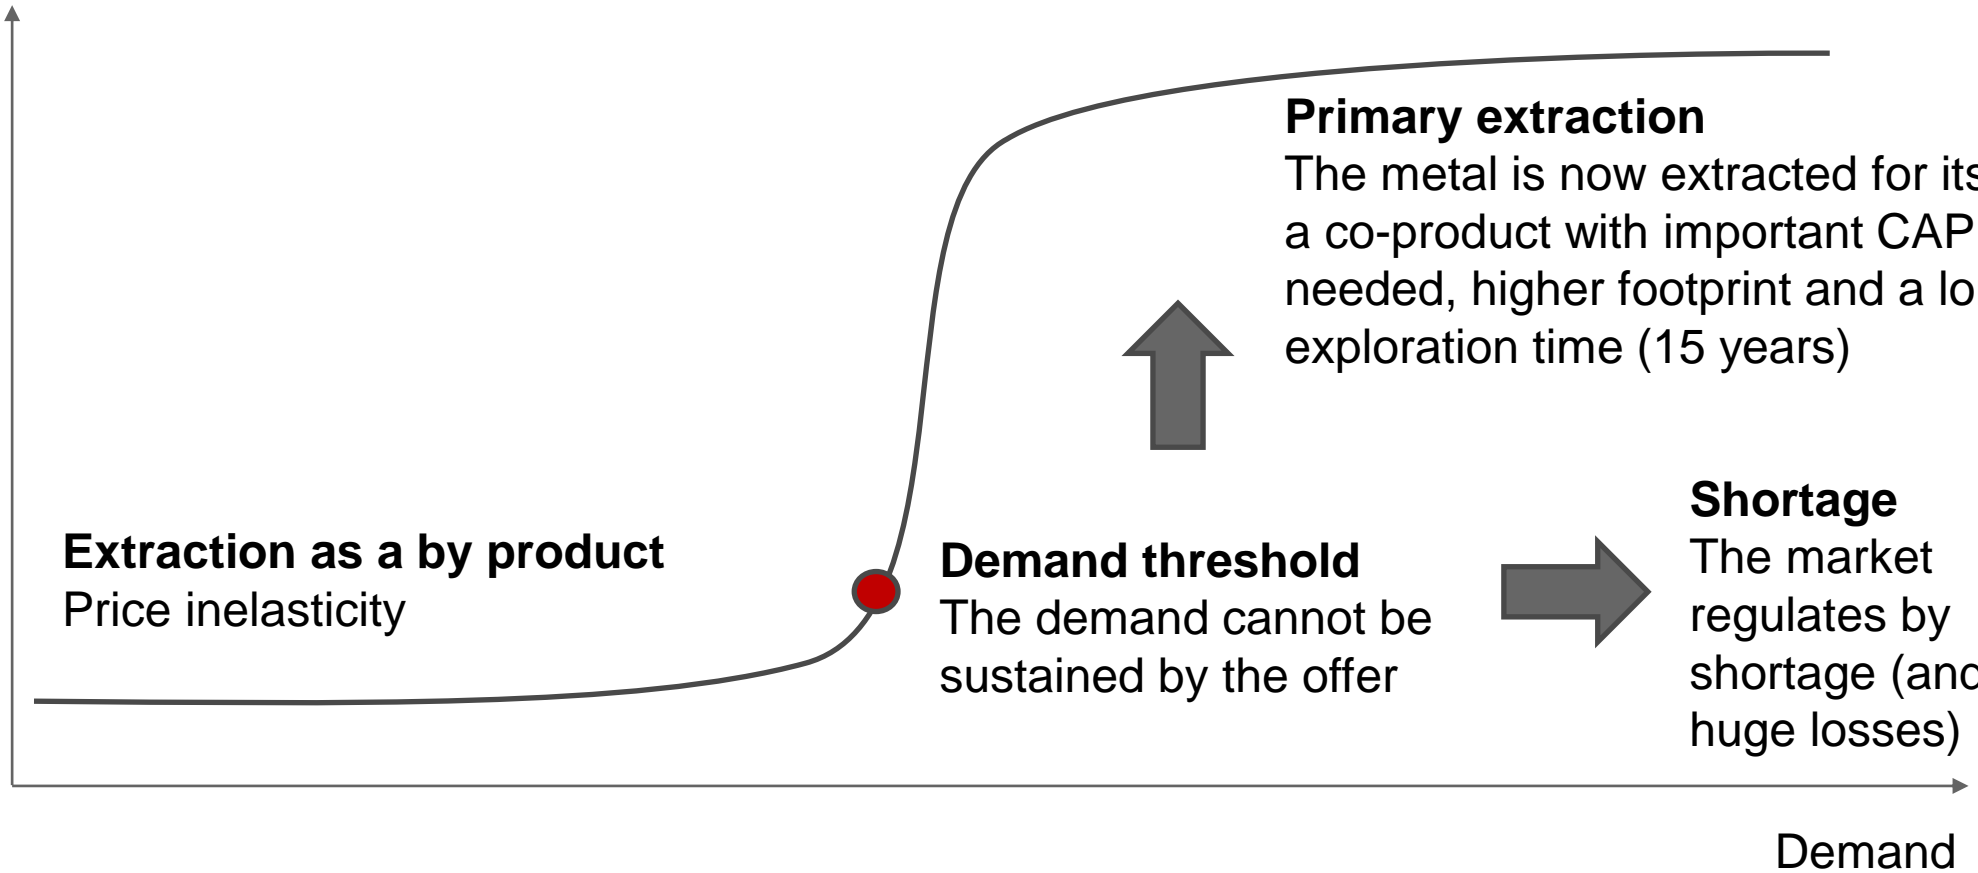 Primary extraction
The metal is now extracted for its
a co-product with important CAP
needed, higher footprint and a lo
exploration time (15 years)
Extraction as a by product
Price inelasticity
Demand threshold
The demand cannot be
sustained by the offer
Shortage
The market
regulates by
shortage (and
huge losses)
Demand